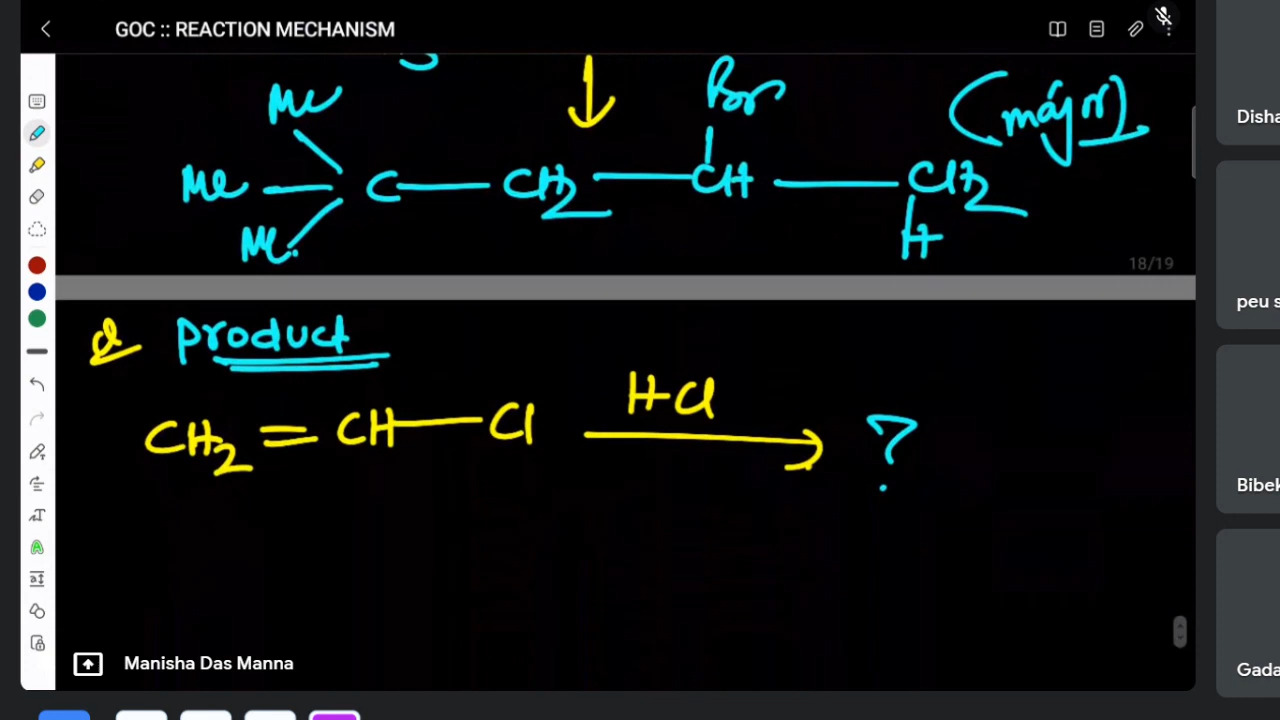 GOC :: REACTION MECHANISM
Me
Br
(major)
Me — C — CH2 — CH — CH2
Me
H
18/19
Q Product
CH2 = CH — Cl
HCl
?
Manisha Das Manna
Disha
peu s
Bibek
Gada